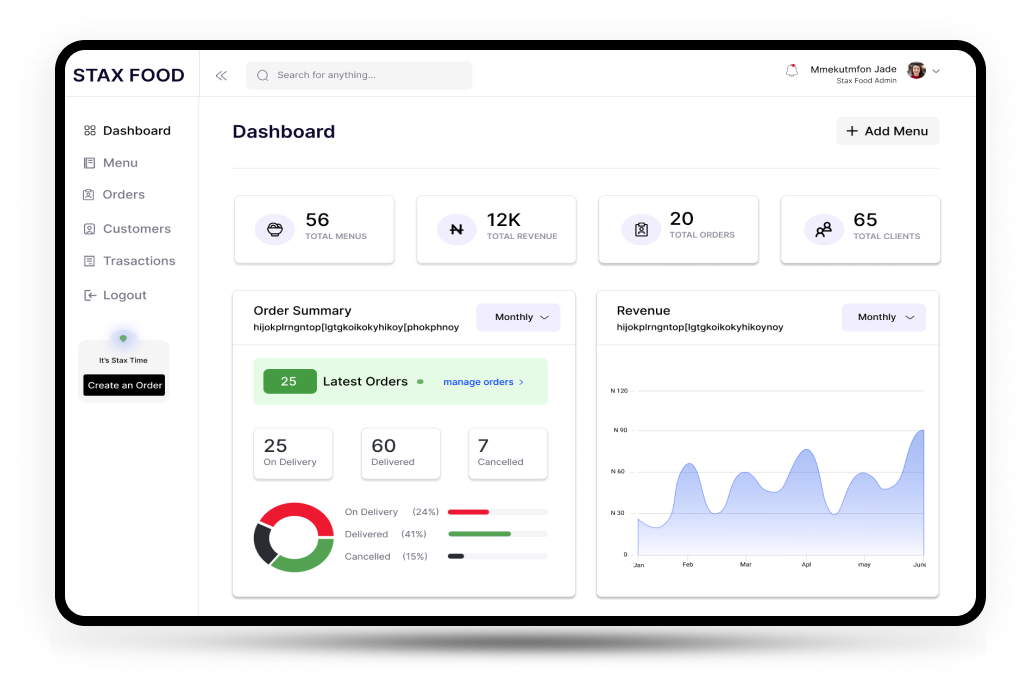 STAX FOOD
Search for anything...
Mmekutmfon Jade
Stax Food Admin
Dashboard
Menu
Orders
Customers
Trasactions
Logout
It's Stax Time
Create an Order
Dashboard
+ Add Menu
56
TOTAL MENUS
12K
TOTAL REVENUE
20
TOTAL ORDERS
65
TOTAL CLIENTS
Order Summary
hijokplrngntop[lgtgkoikokyhikoy[phokphnoy
Monthly
25 Latest Orders
manage orders >
25
On Delivery
60
Delivered
7
Cancelled
On Delivery (24%)
Delivered (41%)
Cancelled (15%)
Revenue
hijokplrngntop[lgtgkoikokyhikoynoy
Monthly
N 120
N 90
N 60
N 30
0
Jan Feb Mar Apl may June